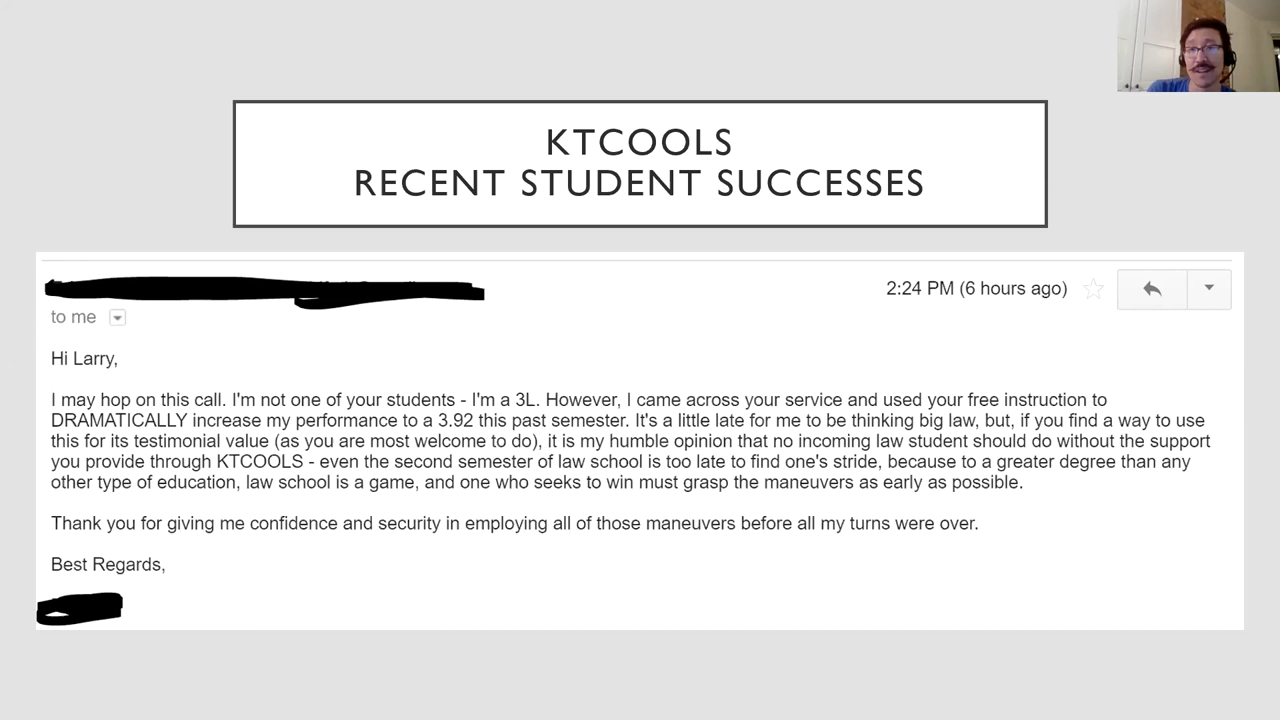 KTCOOLS
RECENT STUDENT SUCCESSES
2:24 PM (6 hours ago)
to me
Hi Larry,
I may hop on this call. I'm not one of your students - I'm a 3L. However, I came across your service and used your free instruction to
DRAMATICALLY increase my performance to a 3.92 this past semester. It's a little late for me to be thinking big law, but, if you find a way to use
this for its testimonial value (as you are most welcome to do), it is my humble opinion that no incoming law student should do without the support
you provide through KTCOOLS - even the second semester of law school is too late to find one's stride, because to a greater degree than any
other type of education, law school is a game, and one who seeks to win must grasp the maneuvers as early as possible.
Thank you for giving me confidence and security in employing all of those maneuvers before all my turns were over.
Best Regards,